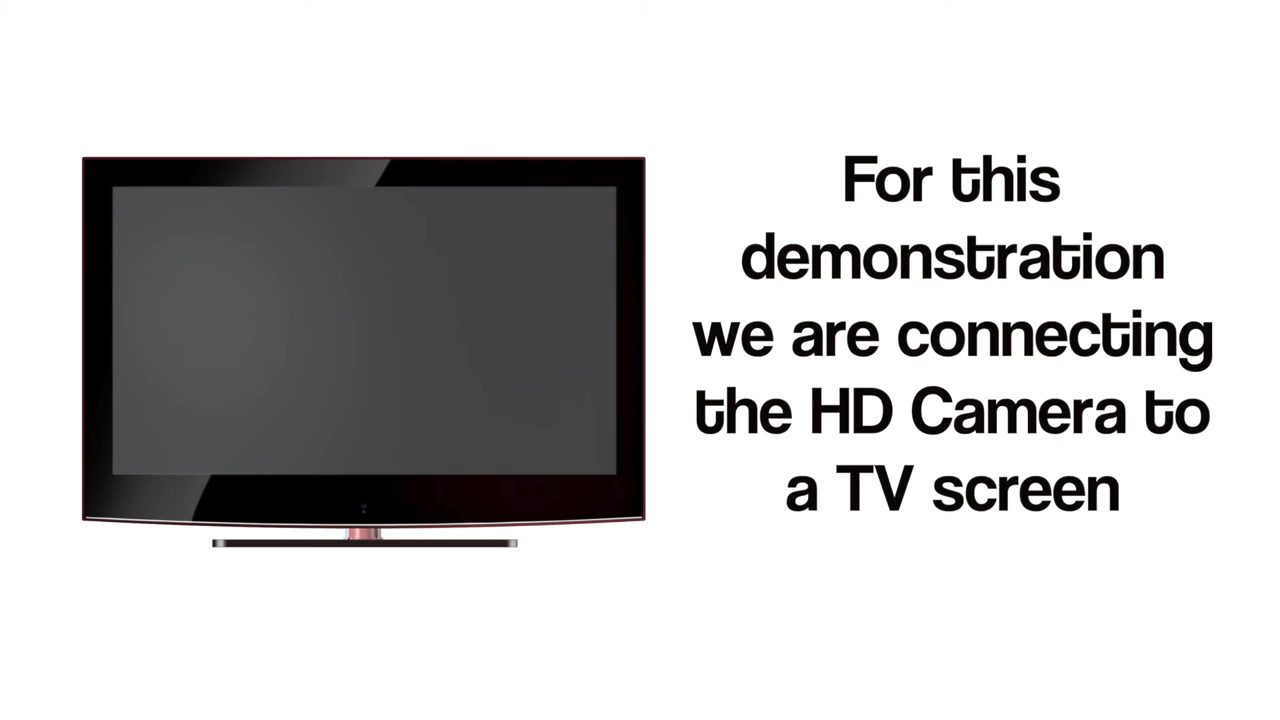 For this
demonstration
we are connecting
the HD Camera to
a TV screen